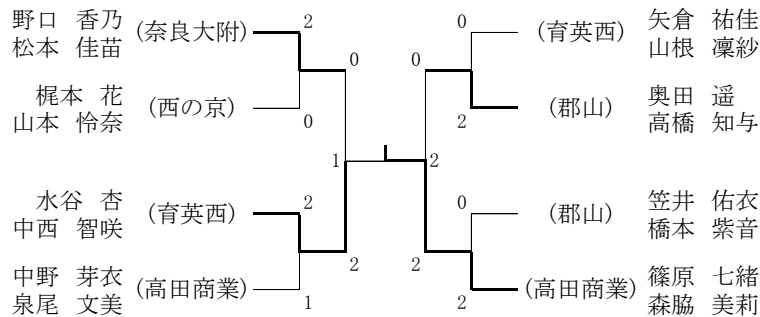 野口 香乃
松本 佳苗
(奈良大附)
2
0
梶本 花
山本 怜奈
(西の京)
0
1
水谷 杏
中西 智咲
(育英西)
2
2
中野 芽衣
泉尾 文美
(高田商業)
1
0
(育英西)
矢倉 祐佳
山根 凜紗
0
2
(郡山)
奥田 遥
高橋 知与
2
0
(郡山)
笠井 佑衣
橋本 紫音
2
2
(高田商業)
篠原 七緒
森脇 美莉